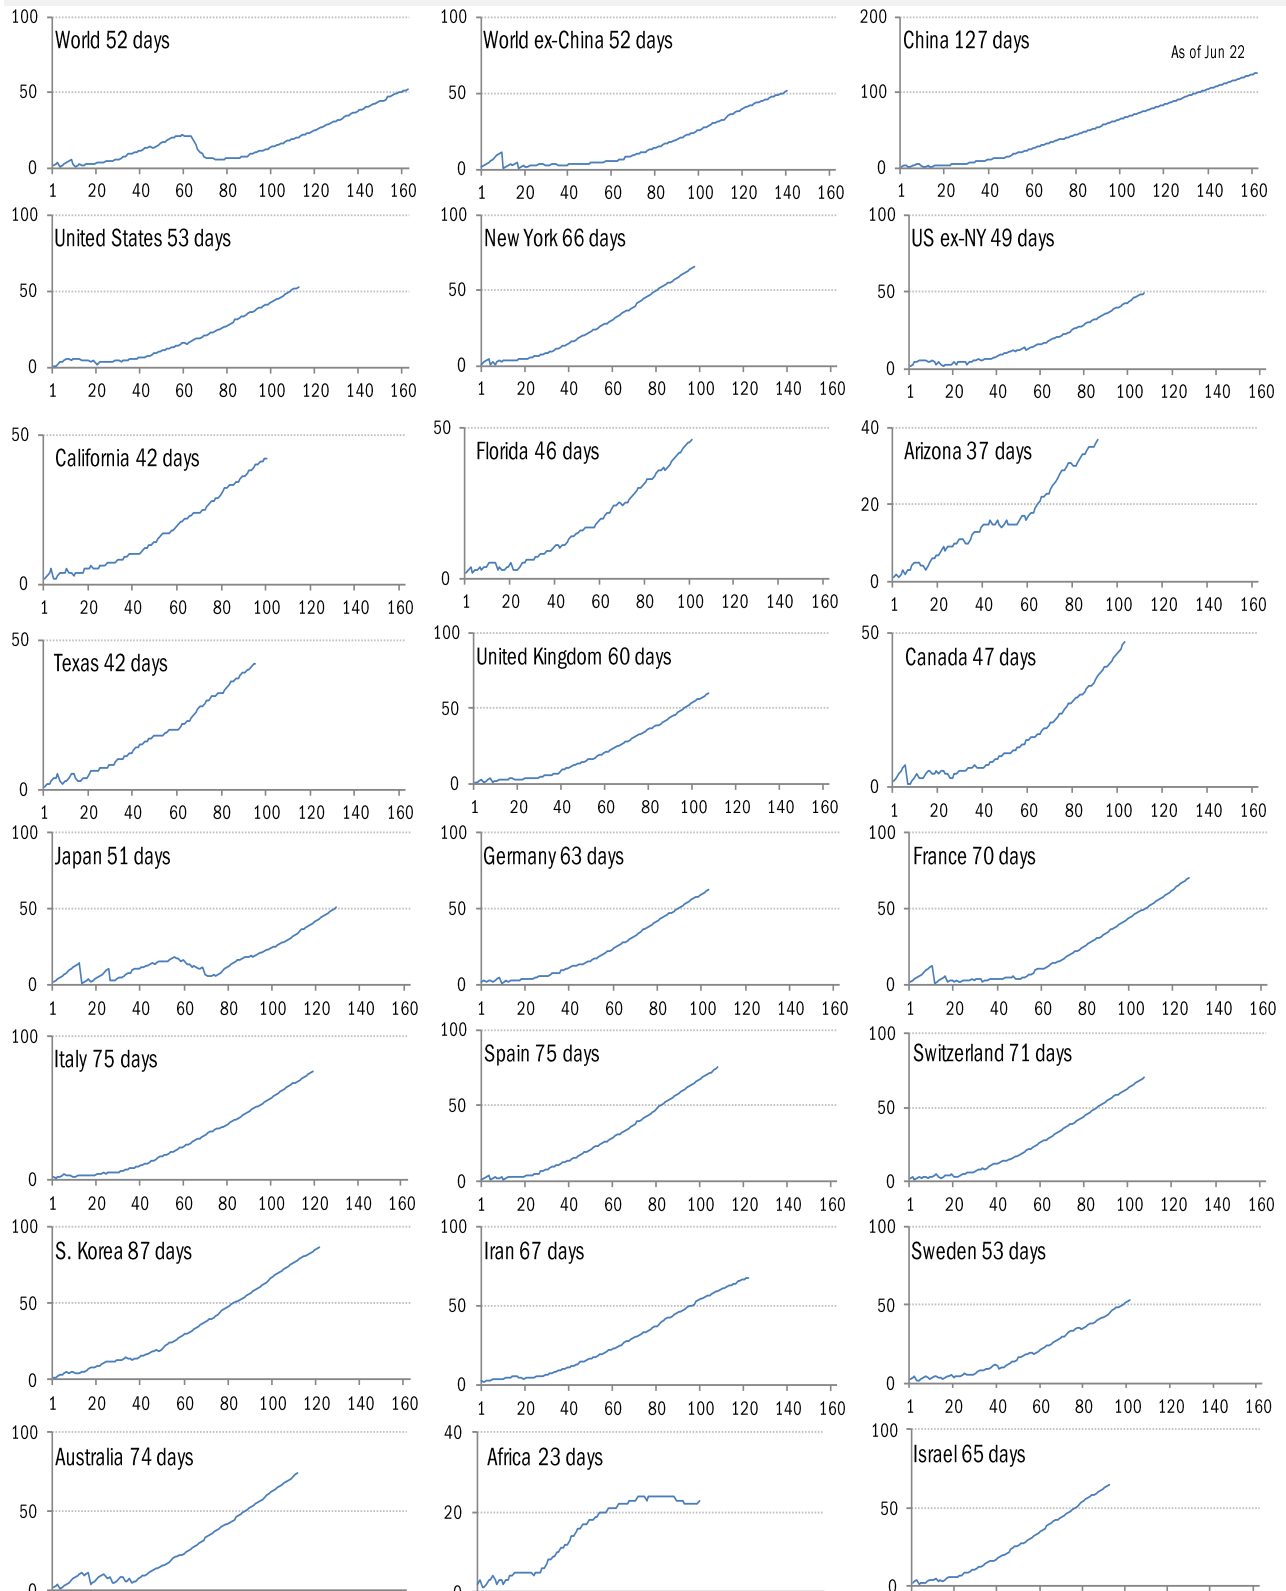 100 100 200
World 52 days World ex-China 52 days China 127 days
As of Jun 22
50 50 100
0 0 0
1 20 40 60 80 100 120 140 160 1 20 40 60 80 100 120 140 160 1 20 40 60 80 100 120 140 160
100 100 100
United States 53 days New York 66 days US ex-NY 49 days
50 50 50
0 0 0
1 20 40 60 80 100 120 140 160 1 20 40 60 80 100 120 140 160 1 20 40 60 80 100 120 140 160
50 50 40
California 42 days Florida 46 days Arizona 37 days
20
0 0 0
1 20 40 60 80 100 120 140 160 1 20 40 60 80 100 120 140 160 1 20 40 60 80 100 120 140 160
50 100 50
Texas 42 days United Kingdom 60 days Canada 47 days
50
0 0 0
1 20 40 60 80 100 120 140 160 1 20 40 60 80 100 120 140 160 1 20 40 60 80 100 120 140 160
100 100 100
Japan 51 days Germany 63 days France 70 days
50 50 50
0 0 0
1 20 40 60 80 100 120 140 160 1 20 40 60 80 100 120 140 160 1 20 40 60 80 100 120 140 160
100 100 100
Italy 75 days Spain 75 days Switzerland 71 days
50 50
0 0 0
1 20 40 60 80 100 120 140 160 1 20 40 60 80 100 120 140 160 1 20 40 60 80 100 120 140 160
100 100 100
S. Korea 87 days Iran 67 days Sweden 53 days
50 50 50
0 0 0
1 20 40 60 80 100 120 140 160 1 20 40 60 80 100 120 140 160 1 20 40 60 80 100 120 140 160
100 40 100
Australia 74 days Africa 23 days Israel 65 days
50 20 50
0 0 0